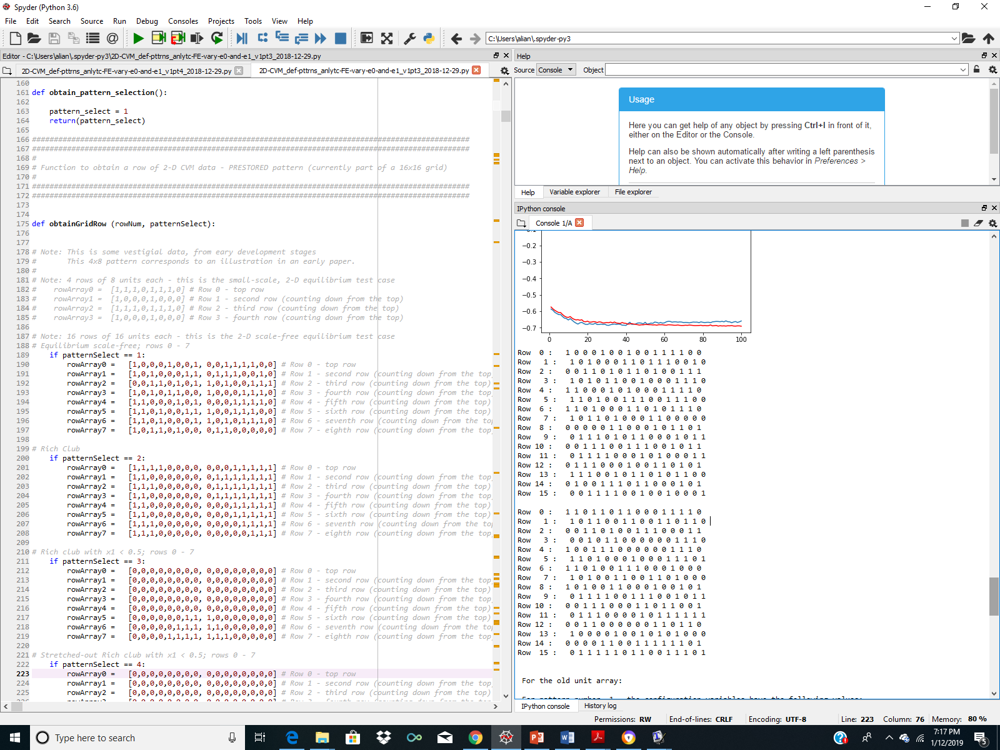 Spyder (Python 3.6)
File Edit Search Source Run Debug Consoles Projects Tools View Help
C:\Users\alian\.spyder-py3
Editor - C:\Users\alian\.spyder-py3\2D-CVM_def-pttrns_anlytc-FE-vary-e0-and-e1_v1pt3_2018-12-29.py
2D-CVM_def-pttrns_anlytc-FE-vary-e0-and-e1_v1pt4_2018-12-29.py 2D-CVM_def-pttrns_anlytc-FE-vary-e0-and-e1_v1pt3_2018-12-29.py
160
161 def obtain_pattern_selection():
162
163 pattern_select = 1
164 return(pattern_select)
165
166 ####################################################################################################
167 ####################################################################################################
168 #
169 # Function to obtain a row of 2-D CVM data - PRESTORED pattern (currently part of a 16x16 grid)
170 #
171 ####################################################################################################
172 ####################################################################################################
173
174
175 def obtainGridRow (rowNum, patternSelect):
176
177
178 # Note: This is some vestigial data, from eary development stages
179 # This 4x8 pattern corresponds to an illustration in an early paper.
180 #
181 # Note: 4 rows of 8 units each - this is the small-scale, 2-D equilibrium test case
182 # rowArray0 = [1,1,1,0,1,1,1,0] # Row 0 - top row
183 # rowArray1 = [1,0,0,0,1,0,0,0] # Row 1 - second row (counting down from the top)
184 # rowArray2 = [1,1,1,0,1,1,1,0] # Row 2 - third row (counting down from the top)
185 # rowArray3 = [1,0,0,0,1,0,0,0] # Row 3 - fourth row (counting down from the top)
186
187 # Note: 16 rows of 16 units each - this is the 2-D scale-free equilibrium test case
188 # Equilibrium scale-free; rows 0 - 7
189 if patternSelect == 1:
190 rowArray0 = [1,0,0,0,1,0,0,1, 0,0,1,1,1,1,0,0] # Row 0 - top row
191 rowArray1 = [1,0,1,0,0,0,1,1, 0,1,1,1,0,0,1,0] # Row 1 - second row (counting down from the top
192 rowArray2 = [0,0,1,1,0,1,0,1, 1,0,1,0,0,1,1,1] # Row 2 - third row (counting down from the top)
193 rowArray3 = [1,0,1,0,1,1,0,0, 1,0,0,0,1,1,1,0] # Row 3 - fourth row (counting down from the top
194 rowArray4 = [1,1,0,0,0,1,0,1, 0,0,0,1,1,1,1,0] # Row 4 - fifth row (counting down from the top)
195 rowArray5 = [1,1,0,1,0,0,1,1, 1,0,0,1,1,1,0,0] # Row 5 - sixth row (counting down from the top)
196 rowArray6 = [1,1,0,1,0,0,0,1, 1,0,1,0,1,1,1,0] # Row 6 - seventh row (counting down from the top
197 rowArray7 = [1,0,1,1,0,1,0,0, 0,1,1,0,0,0,0,0] # Row 7 - eighth row (counting down from the top
198
199 # Rich Club
200 if patternSelect == 2:
201 rowArray0 = [1,1,1,1,0,0,0,0, 0,0,0,1,1,1,1,1] # Row 0 - top row
202 rowArray1 = [1,1,0,0,0,0,0,0, 0,1,1,1,1,1,1,1] # Row 1 - second row (counting down from the top
203 rowArray2 = [1,1,1,0,0,0,0,0, 0,1,1,1,1,1,1,1] # Row 2 - third row (counting down from the top)
204 rowArray3 = [1,1,0,0,0,0,0,0, 0,1,1,1,1,1,1,1] # Row 3 - fourth row (counting down from the top
205 rowArray4 = [1,1,0,0,0,0,0,0, 0,0,0,1,1,1,1,1] # Row 4 - fifth row (counting down from the top)
206 rowArray5 = [1,1,0,0,0,0,0,0, 0,0,0,1,1,1,1,1] # Row 5 - sixth row (counting down from the top)
207 rowArray6 = [1,1,1,0,0,0,0,0, 0,0,0,0,1,1,1,1] # Row 6 - seventh row (counting down from the top
208 rowArray7 = [1,1,1,0,0,0,0,0, 0,0,0,0,0,1,1,1] # Row 7 - eighth row (counting down from the top
209
210 # Rich club with x1 < 0.5; rows 0 - 7
211 if patternSelect == 3:
212 rowArray0 = [0,0,0,0,0,0,0,0, 0,0,0,0,0,0,0,0] # Row 0 - top row
213 rowArray1 = [0,0,0,0,0,0,0,0, 0,0,0,0,0,0,0,0] # Row 1 - second row (counting down from the top
214 rowArray2 = [0,0,0,0,0,0,0,0, 0,0,0,0,0,0,0,0] # Row 2 - third row (counting down from the top)
215 rowArray3 = [0,0,0,0,0,0,0,0, 0,0,0,0,0,0,0,0] # Row 3 - fourth row (counting down from the top
216 rowArray4 = [0,0,0,0,0,0,0,0, 0,0,0,0,0,0,0,0] # Row 4 - fifth row (counting down from the top)
217 rowArray5 = [0,0,0,0,0,0,1,1, 1,0,0,0,0,0,0,0] # Row 5 - sixth row (counting down from the top)
218 rowArray6 = [0,0,0,0,0,1,1,1, 1,1,0,0,0,0,0,0] # Row 6 - seventh row (counting down from the top
219 rowArray7 = [0,0,0,0,1,1,1,1, 1,1,1,0,0,0,0,0] # Row 7 - eighth row (counting down from the top
220
221 # Stretched-out Rich club with x1 < 0.5; rows 0 - 7
222 if patternSelect == 4:
223 rowArray0 = [0,0,0,0,0,0,0,0, 0,0,0,0,0,0,0,0] # Row 0 - top row
224 rowArray1 = [0,0,0,0,0,0,0,0, 0,0,0,0,0,0,0,0] # Row 1 - second row (counting down from the top
225 rowArray2 = [0,0,0,0,0,0,0,0, 0,0,0,0,0,0,0,0] # Row 2 - third row (counting down from the top)
Help
Source Console Object
Usage
Here you can get help of any object by pressing Ctrl+I in front of it,
either on the Editor or the Console.
Help can also be shown automatically after writing a left parenthesis
next to an object. You can activate this behavior in Preferences >
Help.
Help Variable explorer File explorer
IPython console
Console 1/A
−0.2
−0.3
−0.4
−0.5
−0.6
−0.7
0 20 40 60 80 100
Row 0 : 1 0 0 0 1 0 0 1 0 0 1 1 1 1 0 0
Row 1 : 1 0 1 0 0 0 1 1 0 1 1 1 0 0 1 0
Row 2 : 0 0 1 1 0 1 0 1 1 0 1 0 0 1 1 1
Row 3 : 1 0 1 0 1 1 0 0 1 0 0 0 1 1 1 0
Row 4 : 1 1 0 0 0 1 0 1 0 0 0 1 1 1 1 0
Row 5 : 1 1 0 1 0 0 1 1 1 0 0 1 1 1 0 0
Row 6 : 1 1 0 1 0 0 0 1 1 0 1 0 1 1 1 0
Row 7 : 1 0 1 1 0 1 0 0 0 1 1 0 0 0 0 0
Row 8 : 0 0 0 0 0 1 1 0 0 0 1 0 1 1 0 1
Row 9 : 0 1 1 1 0 1 0 1 1 0 0 0 1 0 1 1
Row 10 : 0 0 1 1 1 0 0 1 1 1 0 0 1 0 1 1
Row 11 : 0 1 1 1 1 0 0 0 1 0 1 0 0 0 1 1
Row 12 : 0 1 1 1 0 0 0 1 0 0 1 1 0 1 0 1
Row 13 : 1 1 1 0 0 1 0 1 1 0 1 0 1 1 0 0
Row 14 : 0 1 0 0 1 1 1 0 1 1 0 0 0 1 0 1
Row 15 : 0 0 1 1 1 1 0 0 1 0 0 1 0 0 0 1
Row 0 : 1 1 0 1 1 0 1 1 0 0 0 1 1 1 1 0
Row 1 : 1 0 1 1 0 0 1 1 0 0 1 1 0 1 1 0
Row 2 : 0 0 1 1 0 1 0 0 1 1 1 0 0 0 1 1
Row 3 : 0 0 1 0 1 1 0 0 0 0 0 0 1 1 1 0
Row 4 : 1 0 0 1 1 1 0 0 0 0 0 0 1 1 1 0
Row 5 : 1 1 0 1 0 0 0 1 0 0 0 1 1 1 0 1
Row 6 : 1 1 0 1 0 0 1 1 1 0 0 0 1 0 0 0
Row 7 : 1 0 1 0 0 1 1 0 0 1 1 0 1 0 0 0
Row 8 : 1 0 1 0 0 1 1 0 0 0 1 0 0 1 0 1
Row 9 : 0 1 1 1 1 0 0 1 1 1 0 0 1 0 1 1
Row 10 : 0 0 1 1 1 0 0 0 1 1 0 1 1 0 0 1
Row 11 : 0 1 1 1 1 0 0 0 0 1 0 1 1 1 1 1
Row 12 : 0 0 1 1 0 0 0 0 0 0 1 1 0 1 1 0
Row 13 : 1 0 0 0 0 1 0 0 1 0 1 0 1 0 0 0
Row 14 : 0 0 0 0 1 1 0 0 1 1 1 1 1 1 0 1
Row 15 : 0 1 1 1 1 1 0 1 1 0 0 1 1 1 0 1
For the old unit array:
IPython console History log
Permissions: RW End-of-lines: CRLF Encoding: UTF-8 Line: 223 Column: 76 Memory: 80 %
Type here to search
7:17 PM
1/12/2019
5